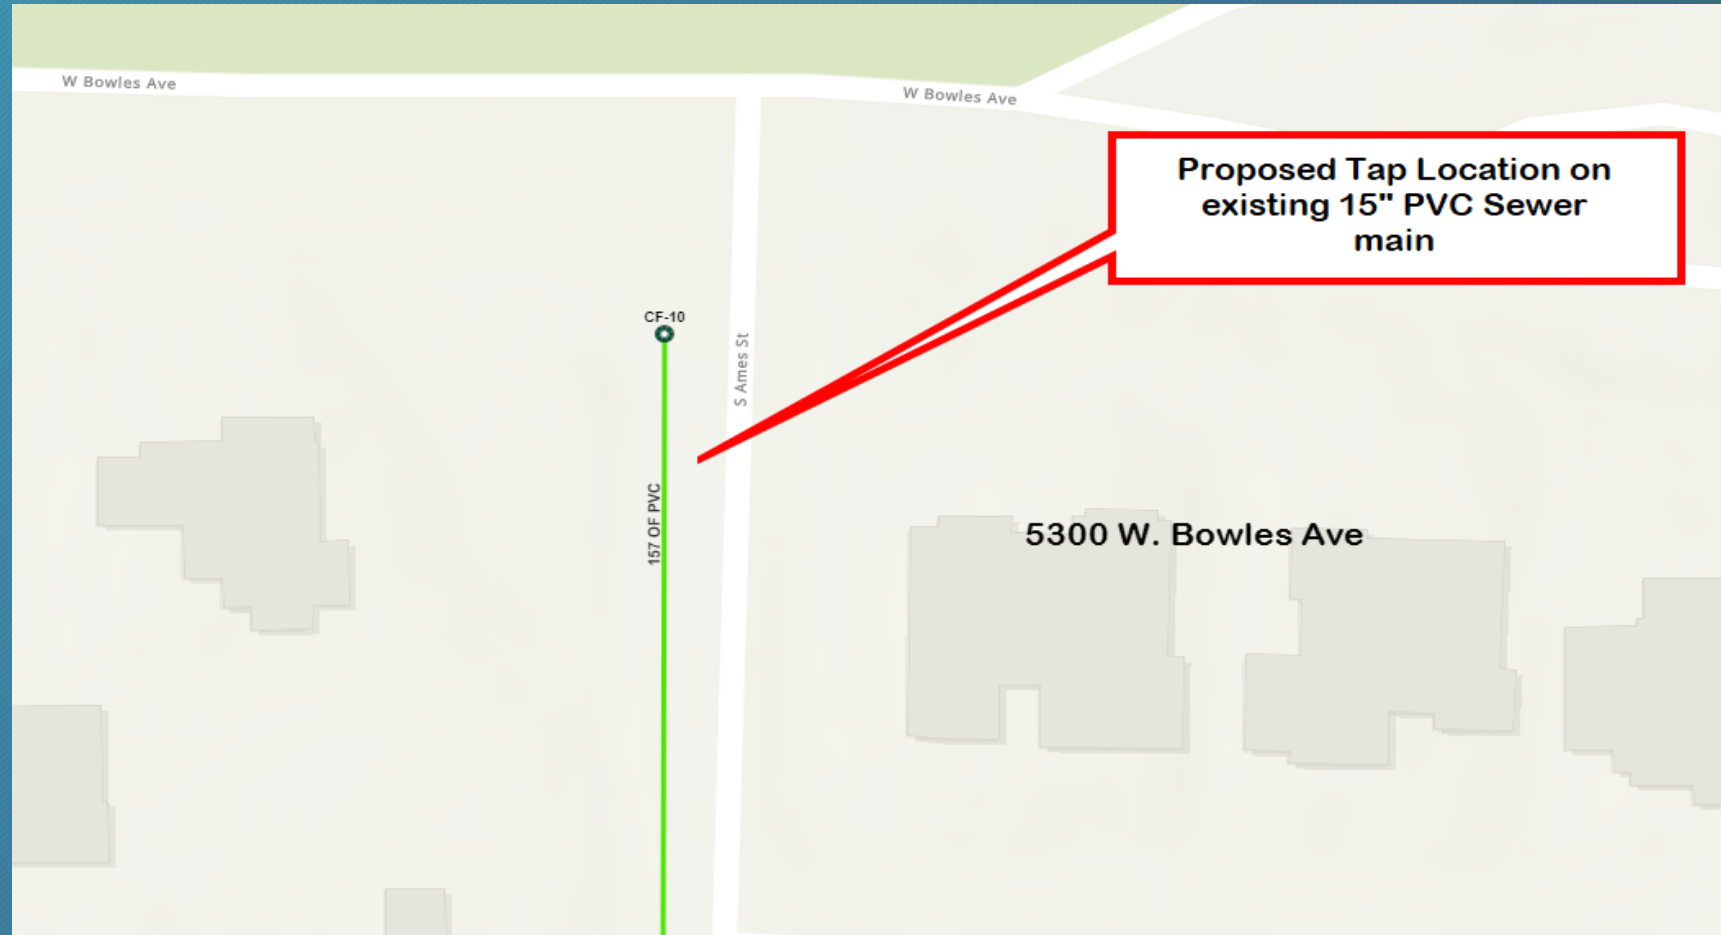 W Bowles Ave
W Bowles Ave
Proposed Tap Location on
existing 15" PVC Sewer
main
CF-10
S Ames St
157 OF PVC
5300 W. Bowles Ave